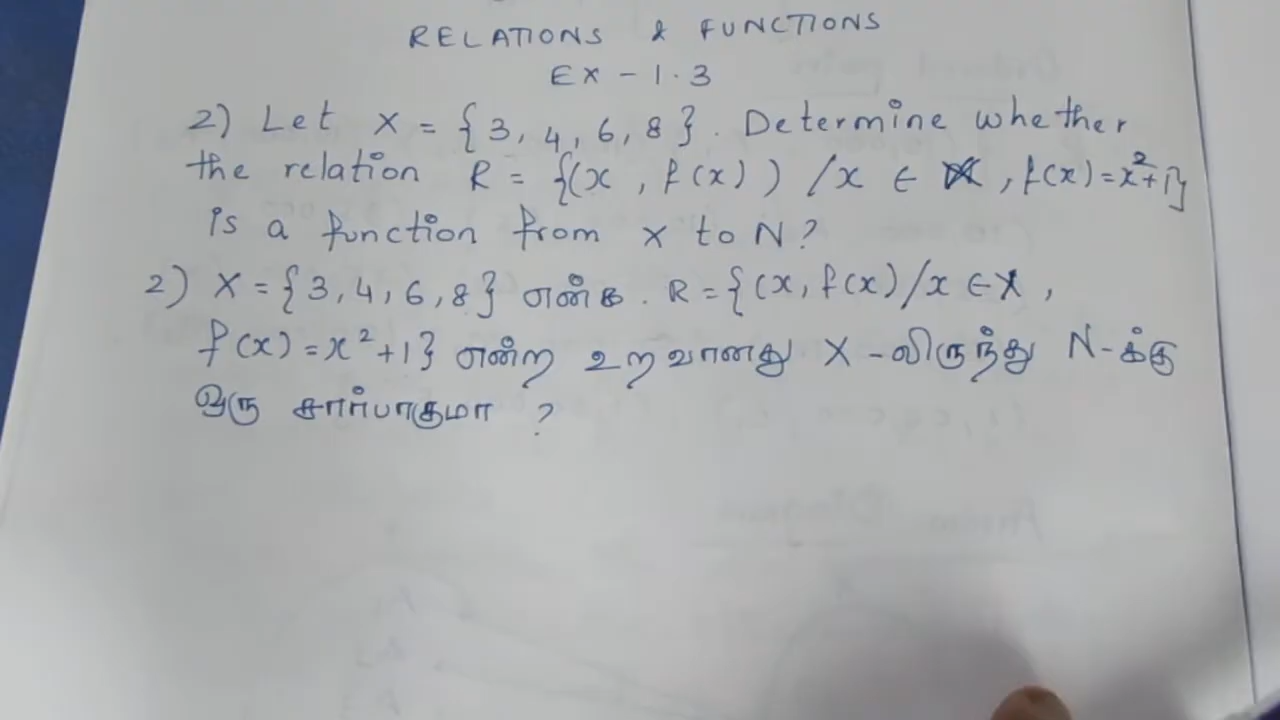 RELATIONS & FUNCTIONS
EX - 1.3
2) Let X = {3, 4, 6, 8}. Determine whether
the relation R = {(x, f(x)) / x ∈ X, f(x) = x²+1}
is a function from X to N?
2) X = {3, 4, 6, 8} என்க. R = {(x, f(x) / x ∈ X,
f(x) = x²+1} என்ற உறவானது X-லிருந்து N-க்கு
ஒரு சார்பாகுமா ?